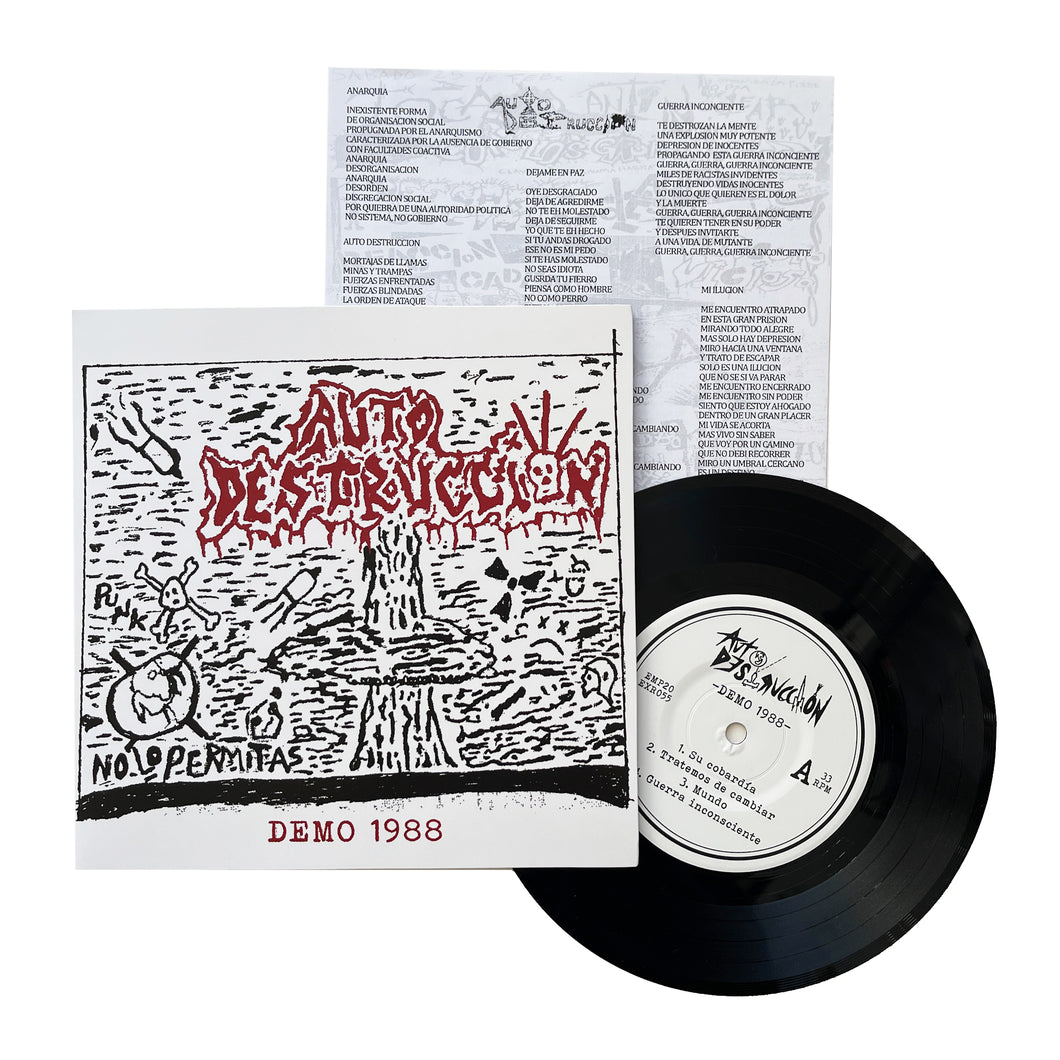 ANARQUIA
INEXISTENTE FORMA
DE ORGANISACION SOCIAL
PROPUGNADA POR EL ANARQUISMO
CARACTERIZADA POR LA AUSENCIA DE GOBIERNO
CON FACULTADES COACTIVA
ANARQUIA
DESORGANISACION
ANARQUIA
DESORDEN
DISGREGACION SOCIAL
POR QUIEBRA DE UNA AUTORIDAD POLITICA
NO SISTEMA, NO GOBIERNO
AUTO DESTRUCCION
MORTAJAS DE LLAMAS
MINAS Y TRAMPAS
FUERZAS ENFRENTADAS
FUERZAS BLINDADAS
LA ORDEN DE ATAQUE
AUTO
DESTRUCCION
DEJAME EN PAZ
OYE DESGRACIADO
DEJA DE AGREDIRME
NO TE EH MOLESTADO
DEJA DE SEGUIRME
YO QUE TE EH HECHO
SI TÚ ANDAS DROGADO
ESE NO ES MI PEDO
SI TE HAS MOLESTADO
NO SEAS IDIOTA
GUSRDA TU FIERRO
PIENSA COMO HOMBRE
NO COMO PERRO
CAMBIANDO
CAMBIANDO
GUERRA INCONCIENTE
TE DESTROZAN LA MENTE
UNA EXPLOSION MUY POTENTE
DEPRESION DE INOCENTES
PROPAGANDO ESTA GUERRA INCONCIENTE
GUERRA, GUERRA, GUERRA INCONCIENTE
MILES DE RACISTAS INVIDENTES
DESTRUYENDO VIDAS INOCENTES
LO UNICO QUE QUIEREN ES EL DOLOR
Y LA MUERTE
GUERRA, GUERRA, GUERRA INCONCIENTE
TE QUIEREN TENER EN SU PODER
Y DESPUES INVITARTE
A UNA VIDA, DE MUTANTE
GUERRA, GUERRA, GUERRA INCONCIENTE
MI ILUCION
ME ENCUENTRO ATRAPADO
EN ESTA GRAN PRISION
MIRANDO TODO ALEGRE
MAS SOLO HAY DEPRESION
MIRO HACIA UNA VENTANA
Y TRATO DE ESCAPAR
SOLO ES UNA ILUCION
QUE NO SE SI VA PARAR
ME ENCUENTRO ENCERRADO
ME ENCUENTRO SIN PODER
SIENTO QUE ESTOY AHOGADO
DENTRO DE UN GRAN PLACER
MI VIDA SE ACORTA
MAS VIVO SIN SABER
QUE VOY POR UN CAMINO
QUE NO DEBI RECORRER
MIRO UN UMBRAL CERCANO
ES UN DESTINO
AUTO
DESTRUCCIÓN
PUNK
NO LO PERMITAS
DEMO 1988
AUTO
DESTRUCCIÓN
-DEMO 1988-
EMP20
EXR055
1. Su cobardía
2. Tratemos de cambiar
3. Mundo
4. Guerra inconsciente
A
33
RPM